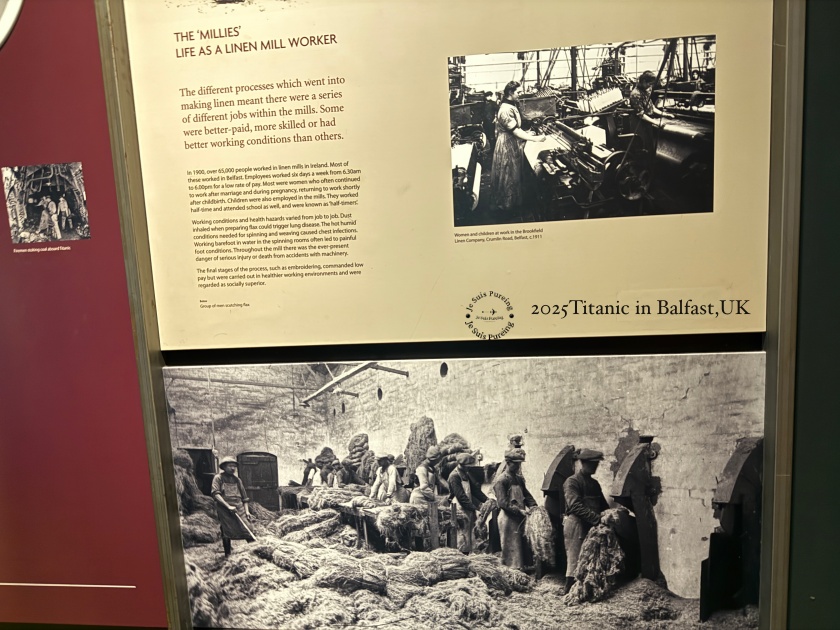 THE 'MILLIES'
LIFE AS A LINEN MILL WORKER
The different processes which went into
making linen meant there were a series
of different jobs within the mills. Some
were better-paid, more skilled or had
better working conditions than others.
In 1900, over 65,000 people worked in linen mills in Ireland. Most of
these worked in Belfast. Employees worked six days a week from 6.30am
to 6.00pm for a low rate of pay. Most were women who often continued
to work after marriage and during pregnancy, returning to work shortly
after childbirth. Children were also employed in the mills. They worked
half-time and attended school as well, and were known as 'half-timers'.
Working conditions and health hazards varied from job to job. Dust
inhaled when preparing flax could trigger lung disease. The hot humid
conditions needed for spinning and weaving caused chest infections.
Working barefoot in water in the spinning rooms often led to painful
foot conditions. Throughout the mill there was the ever-present
danger of serious injury or death from accidents with machinery.
The final stages of the process, such as embroidering, commanded low
pay but were carried out in healthier working environments and were
regarded as socially superior.
Group of men scutching flax
Women and children at work in the Brookfield
Linen Company, Crumlin Road, Belfast, c.1911
Je Suis Pureing
Je Suis Pureing
Je Suis Pureing
2025Titanic in Balfast,UK